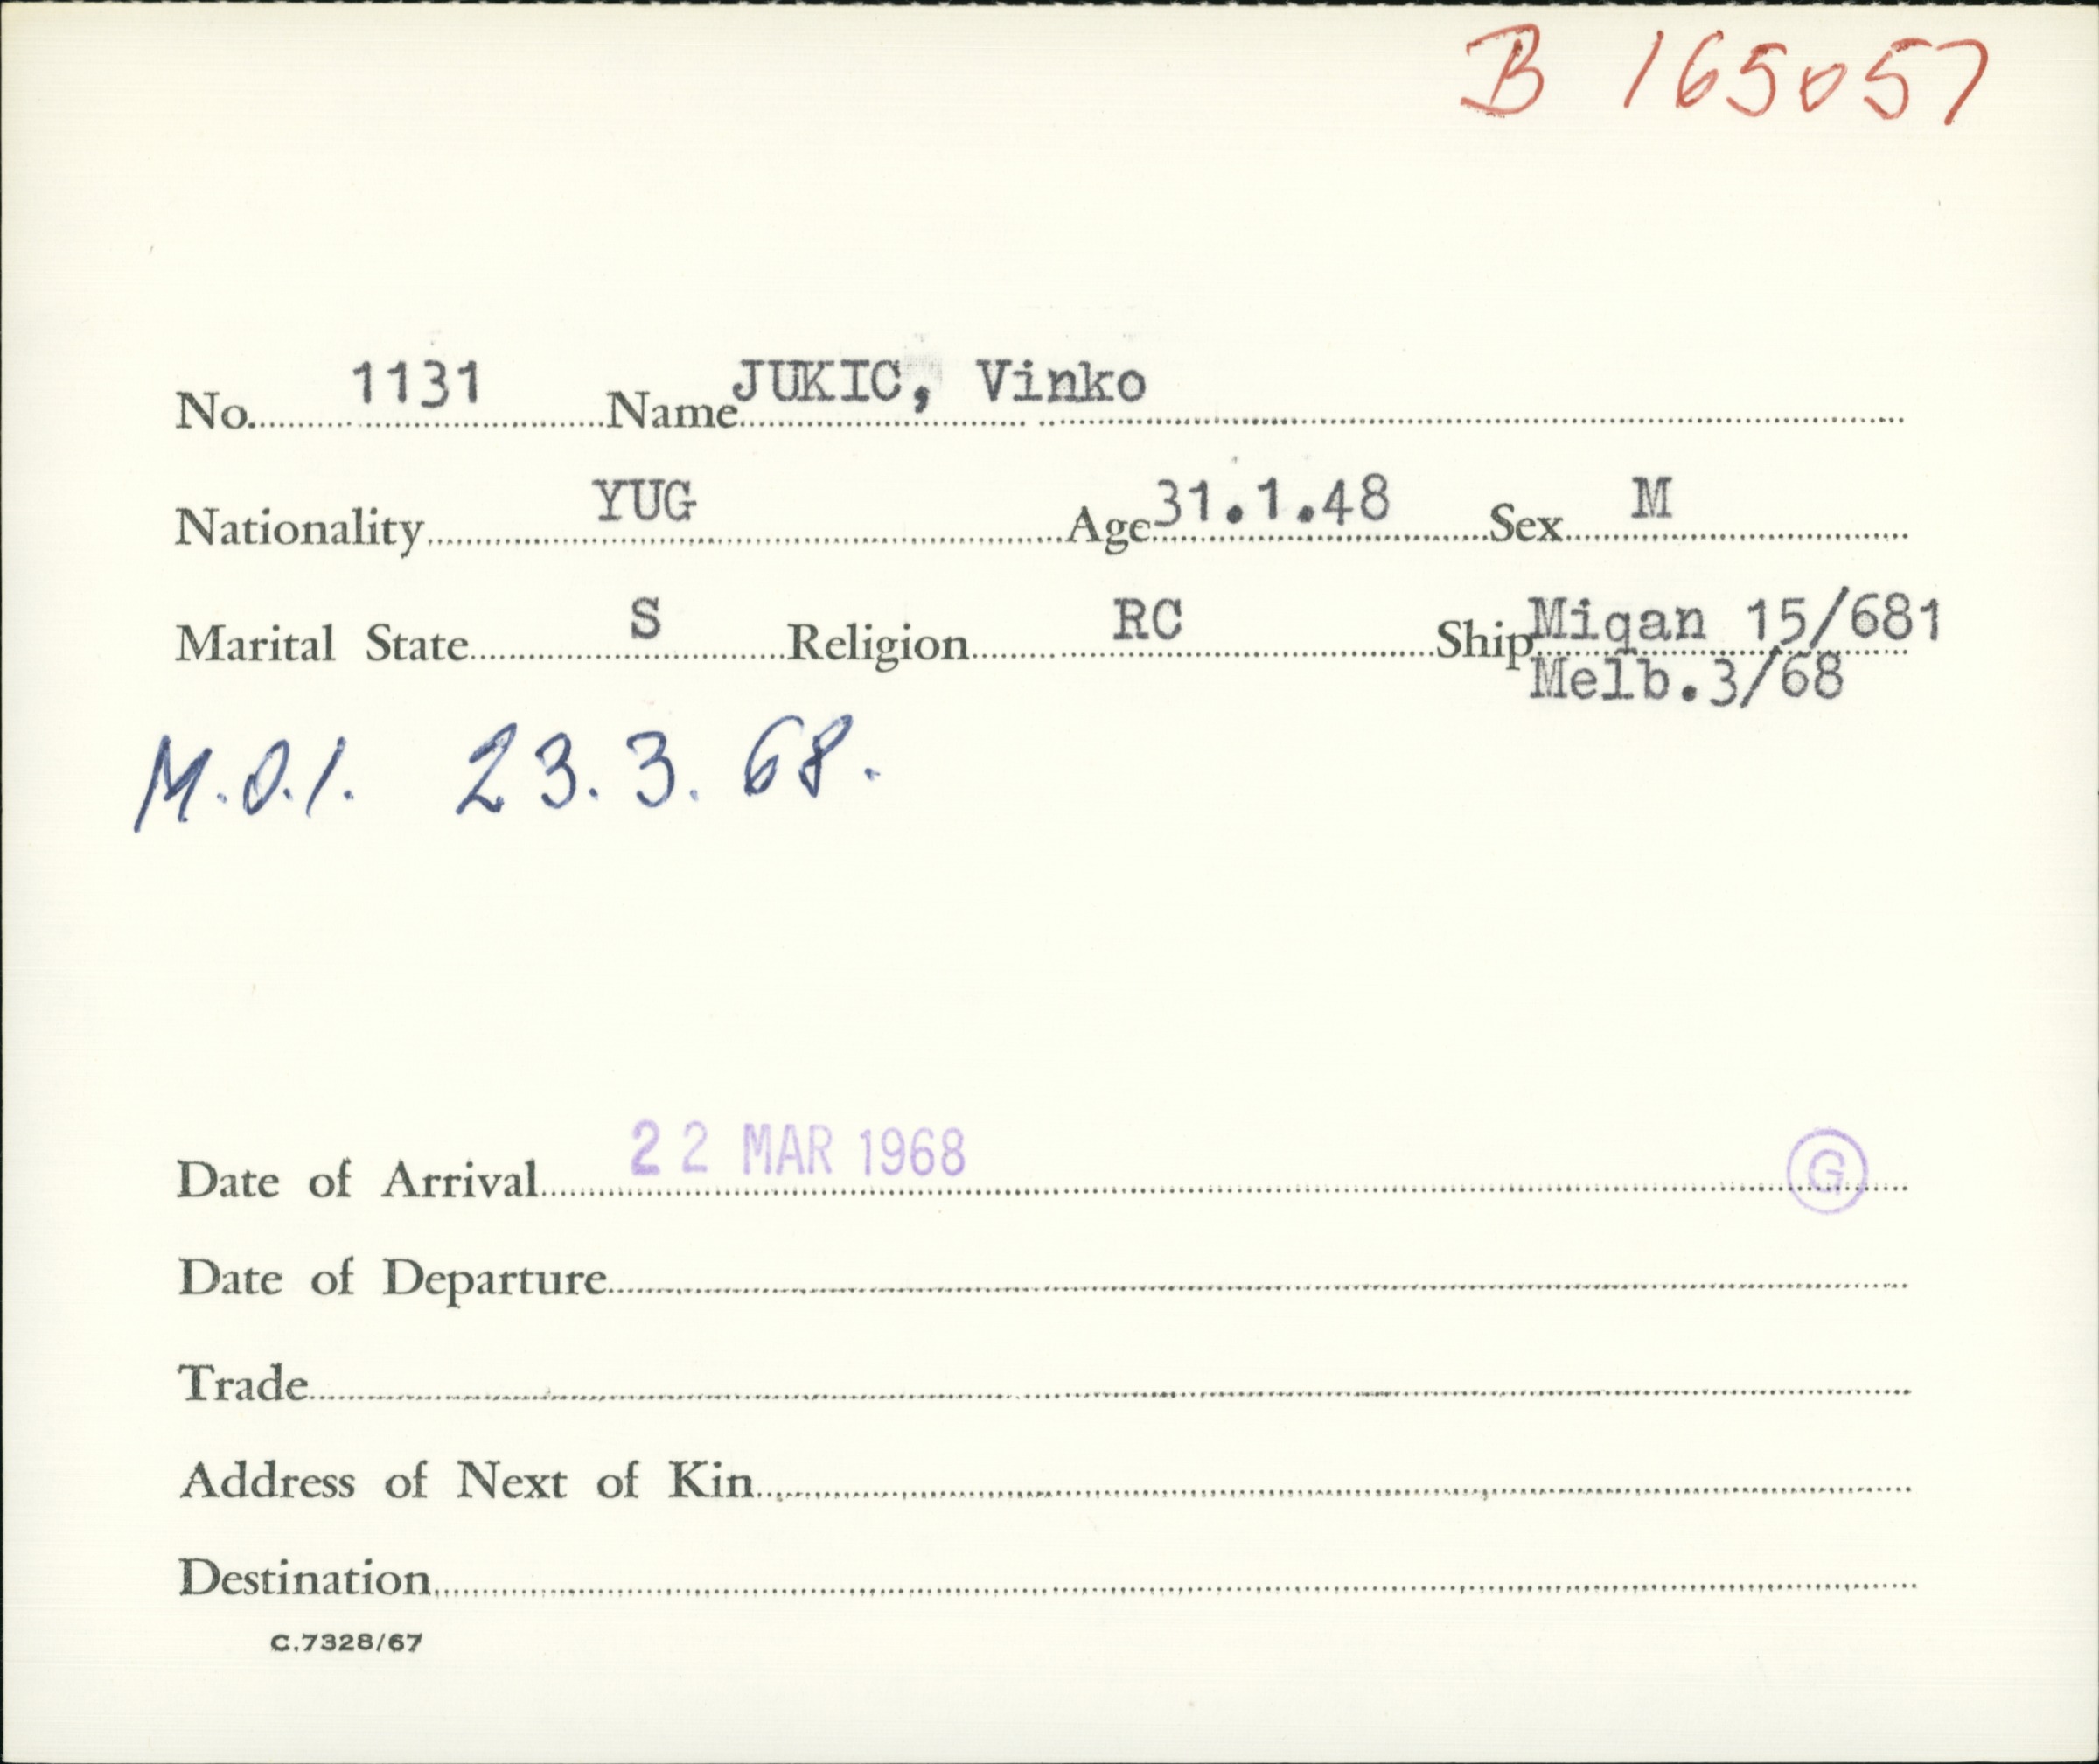 B 165057
No. 1131 Name JUKIC, Vinko
Nationality YUG Age 31.1.48 Sex M
Marital State S Religion RC Ship Miqan 15/681
Melb.3/68
M.O.I. 23.3.68.
Date of Arrival 22 MAR 1968 G
Date of Departure
Trade
Address of Next of Kin
Destination
C.7328/67